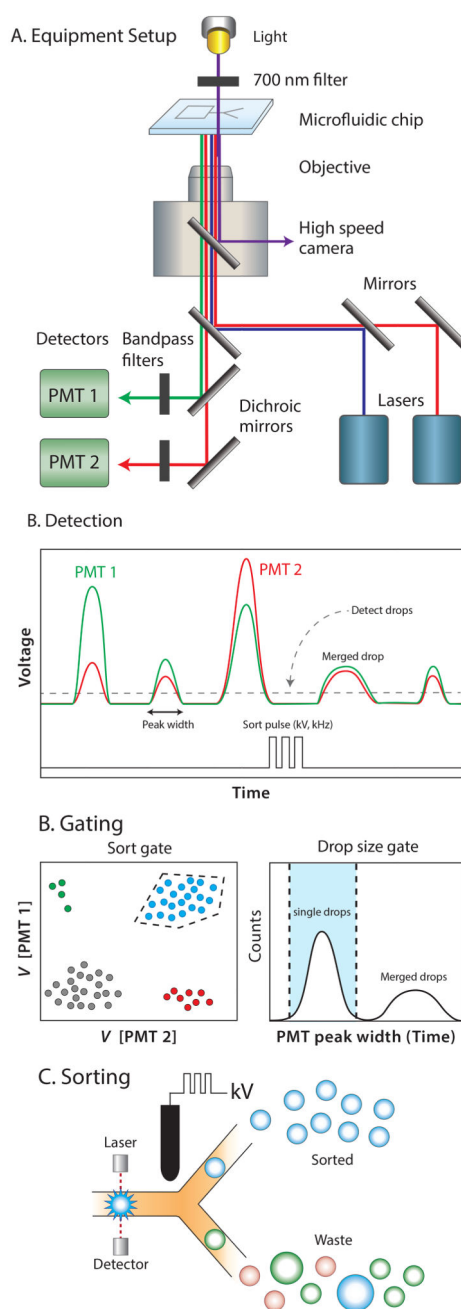 A. Equipment Setup
Light
700 nm filter
Microfluidic chip
Objective
High speed
camera
Mirrors
Detectors
Bandpass
filters
PMT 1
Lasers
Dichroic
mirrors
PMT 2
B. Detection
PMT 1
PMT 2
Detect drops
Voltage
Merged drop
Peak width
Sort pulse (kV, kHz)
Time
B. Gating
Sort gate
Drop size gate
V [PMT 1]
V [PMT 2]
Counts
single drops
Merged drops
PMT peak width (Time)
C. Sorting
kV
Laser
Sorted
Detector
Waste